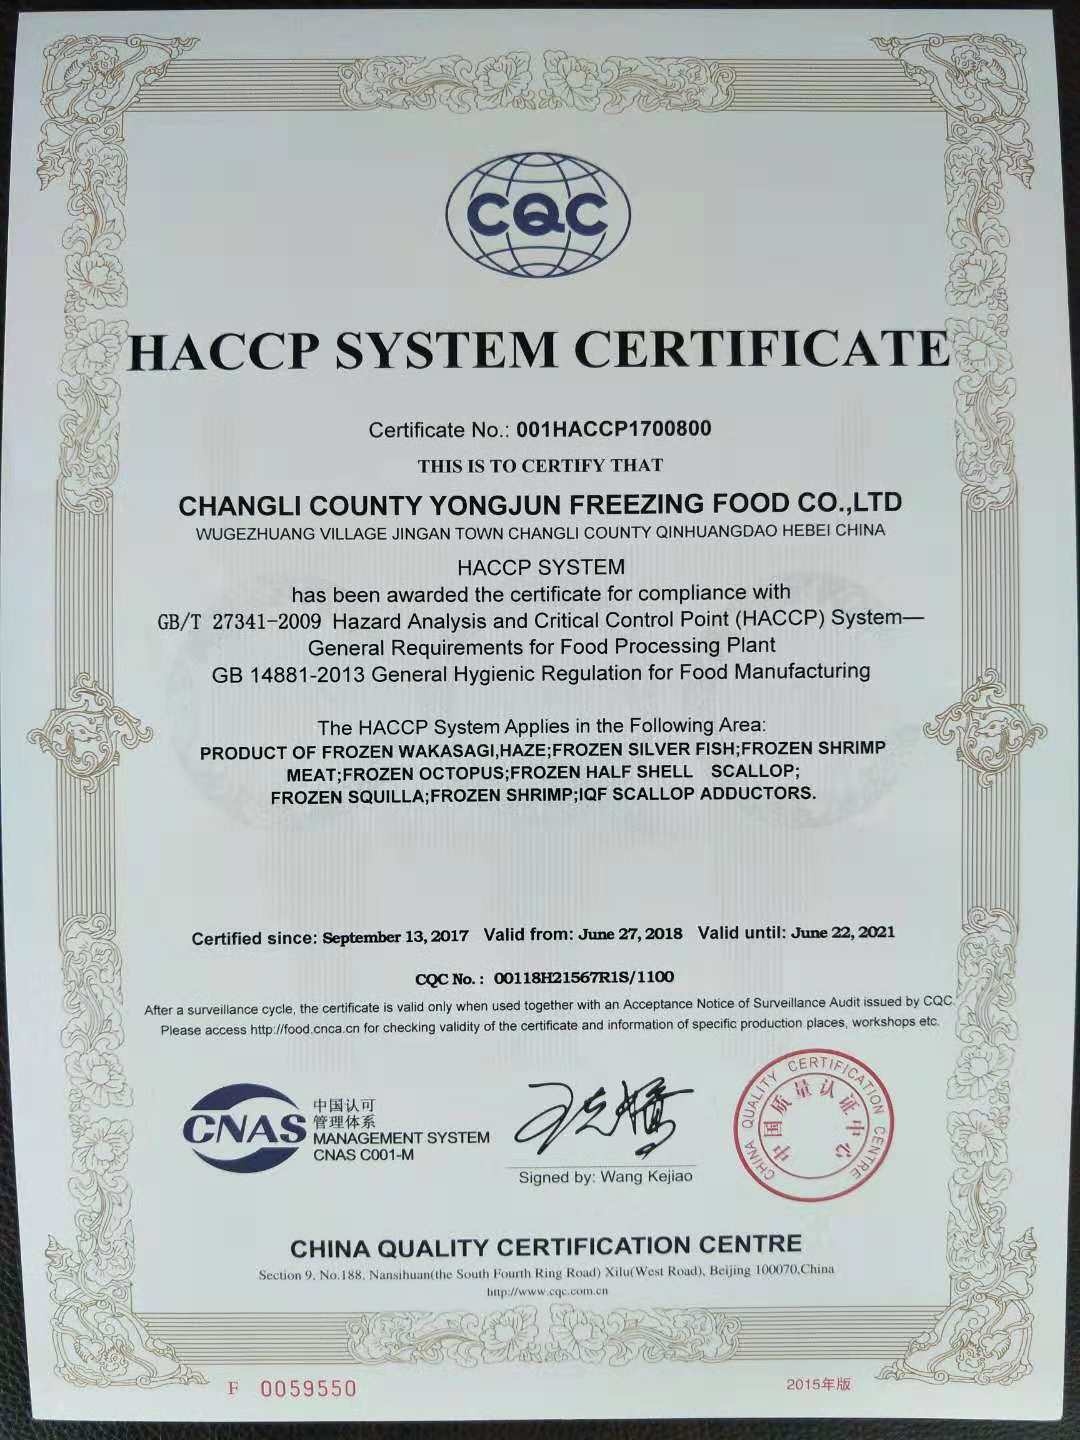 CQC
HACCP SYSTEM CERTIFICATE
Certificate No.: 001HACCP1700800
THIS IS TO CERTIFY THAT
CHANGLI COUNTY YONGJUN FREEZING FOOD CO.,LTD
WUGEZHUANG VILLAGE JINGAN TOWN CHANGLI COUNTY QINHUANGDAO HEBEI CHINA
HACCP SYSTEM
has been awarded the certificate for compliance with
GB/T 27341-2009 Hazard Analysis and Critical Control Point (HACCP) System—
General Requirements for Food Processing Plant
GB 14881-2013 General Hygienic Regulation for Food Manufacturing
The HACCP System Applies in the Following Area:
PRODUCT OF FROZEN WAKASAGI,HAZE;FROZEN SILVER FISH;FROZEN SHRIMP
MEAT;FROZEN OCTOPUS;FROZEN HALF SHELL SCALLOP;
FROZEN SQUILLA;FROZEN SHRIMP;IQF SCALLOP ADDUCTORS.
Certified since: September 13, 2017 Valid from: June 27, 2018 Valid until: June 22, 2021
CQC No.: 00118H21567R1S/1100
After a surveillance cycle, the certificate is valid only when used together with an Acceptance Notice of Surveillance Audit issued by CQC.
Please access http://food.cnca.cn for checking validity of the certificate and information of specific production places, workshops etc.
CNAS
中国认可
管理体系
MANAGEMENT SYSTEM
CNAS C001-M
王克娇
Signed by: Wang Kejiao
CHINA QUALITY CERTIFICATION CENTRE
中国质量认证中心
CHINA QUALITY CERTIFICATION CENTRE
Section 9, No.188, Nansihuan(the South Fourth Ring Road) Xilu(West Road), Beijing 100070,China
http://www.cqc.com.cn
F 0059550
2015年版